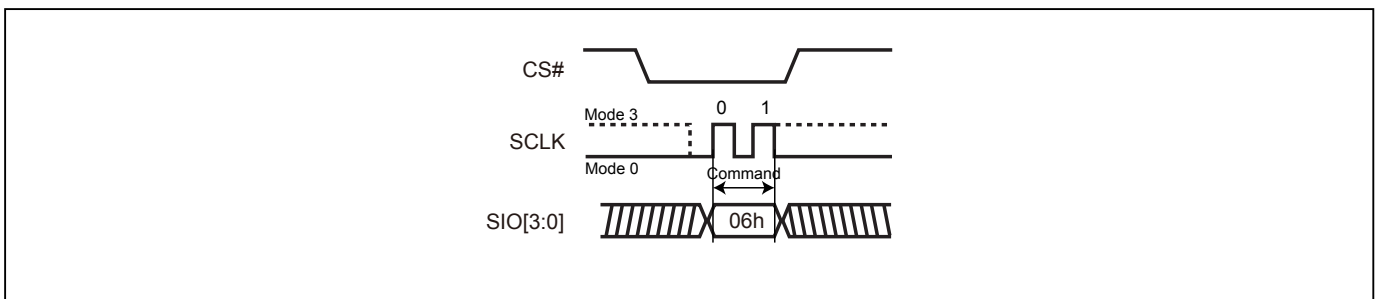 CS#
Mode 3 0 1
SCLK
Mode 0 Command
SIO[3:0] 06h